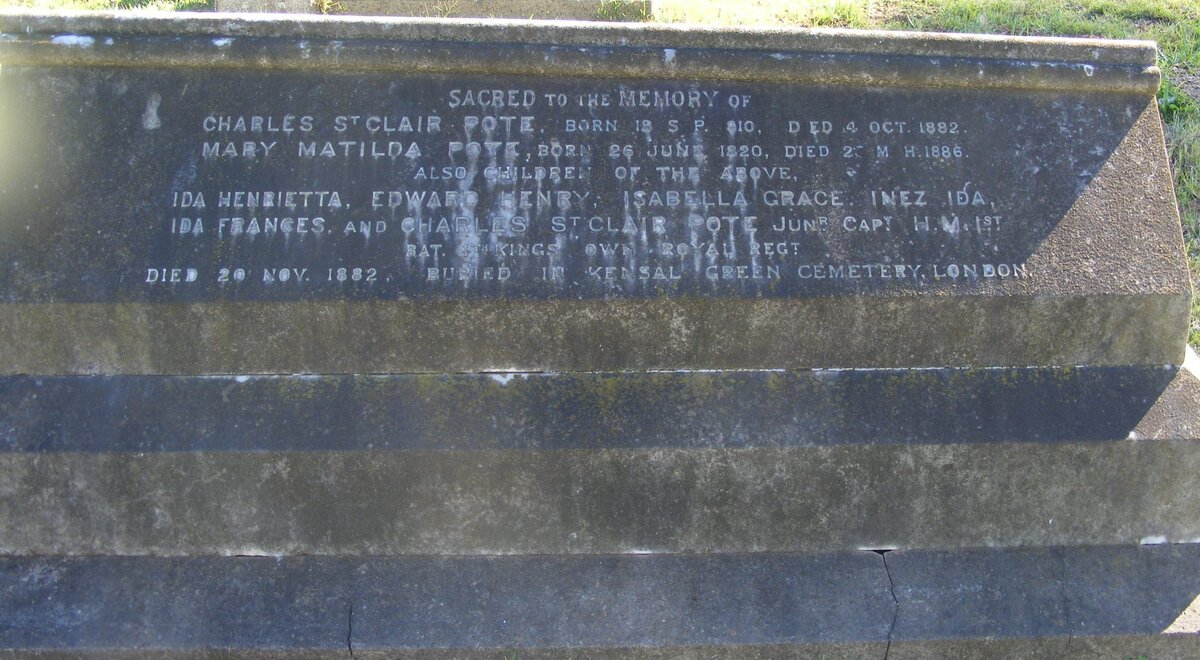 SACRED TO THE MEMORY OF
CHARLES ST CLAIR POTE, BORN 18 S P. 810, D ED 4 OCT. 1882.
MARY MATILDA POTE, BORN 26 JUNE 1820, DIED 2 M H. 1886.
ALSO CHILDREN OF THE ABOVE,
IDA HENRIETTA, EDWARD HENRY, ISABELLA GRACE, INEZ IDA,
IDA FRANCES, AND CHARLES ST CLAIR POTE JUNR CAPT H. M. 1ST
BAT. 4TH KINGS OWN ROYAL REGT
DIED 20 NOV. 1882, BURIED IN KENSAL GREEN CEMETERY, LONDON.